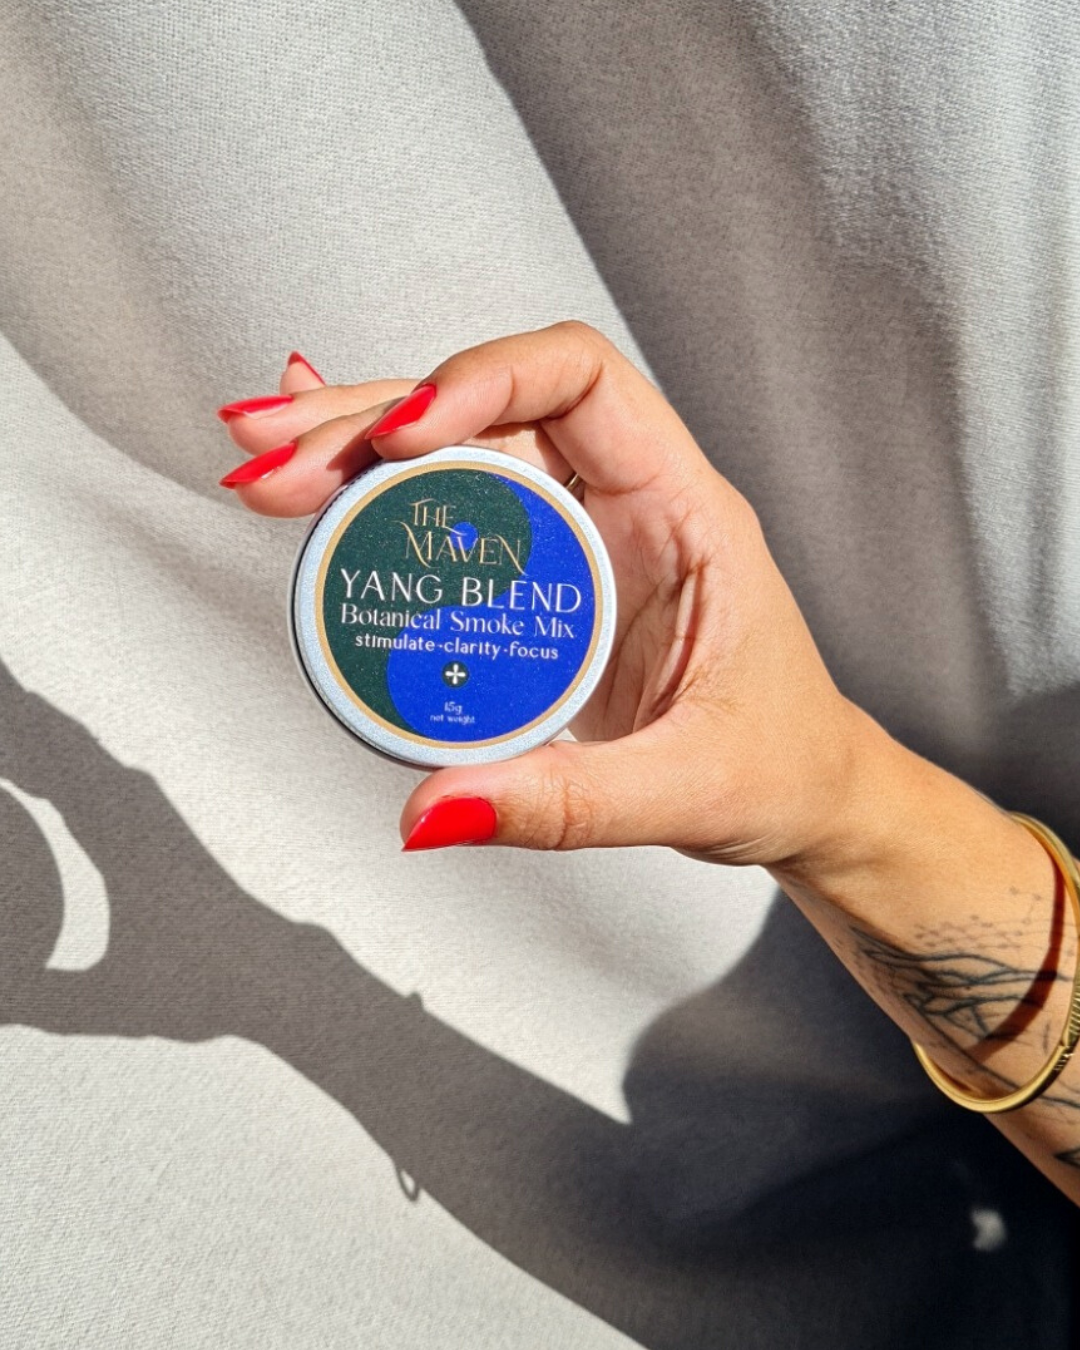 THE
MAVEN
YANG BLEND
Botanical Smoke Mix
stimulate-clarity-focus
15g
net weight